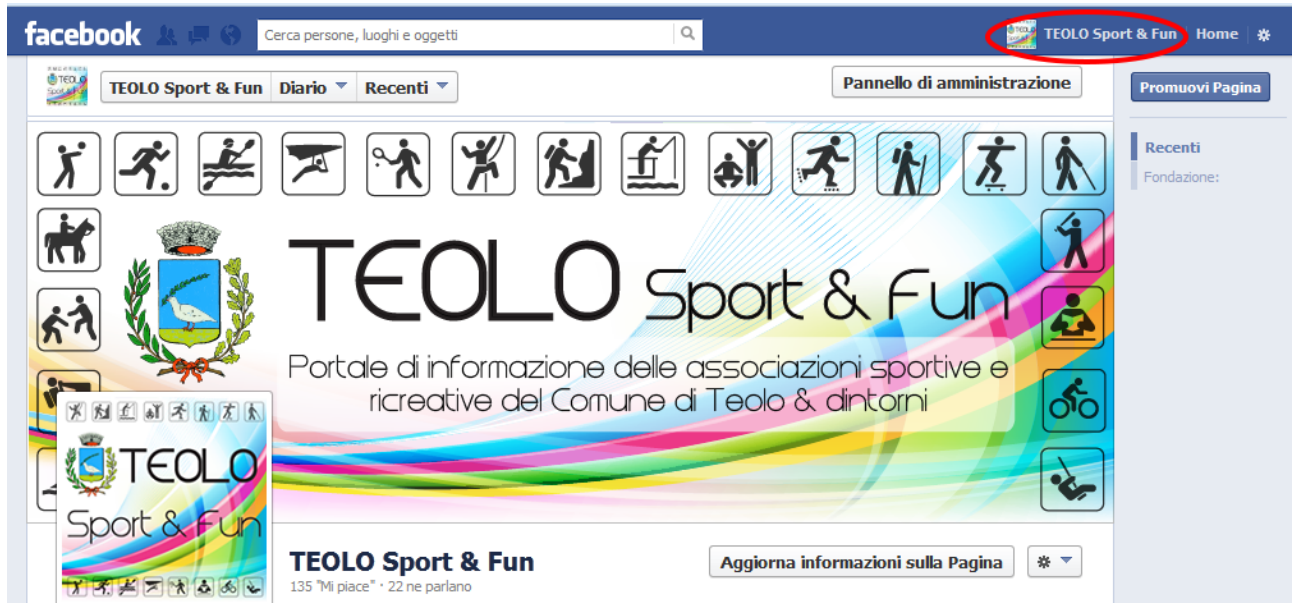 facebook
Cerca persone, luoghi e oggetti
TEOLO Sport & Fun
Home
TEOLO Sport & Fun
Diario
Recenti
Pannello di amministrazione
Promuovi Pagina
Recenti
Fondazione:
TEOLO Sport & Fun
Portale di informazione delle associazioni sportive e
ricreative del Comune di Teolo & dintorni
TEOLO
Sport & Fun
TEOLO Sport & Fun
135 "Mi piace" · 22 ne parlano
Aggiorna informazioni sulla Pagina